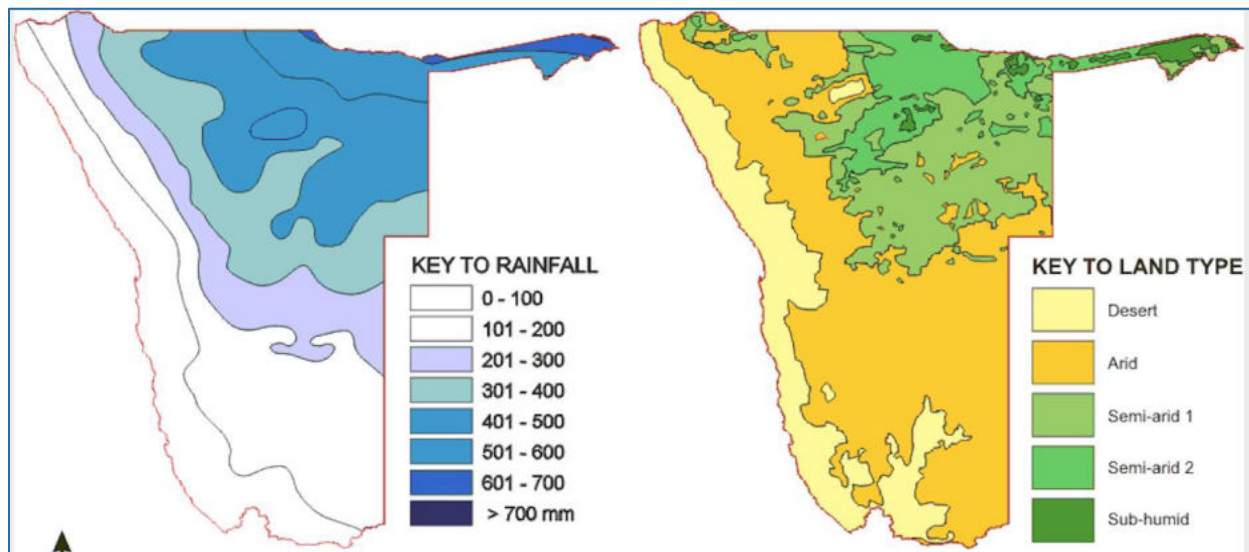 KEY TO RAINFALL
0 - 100
101 - 200
201 - 300
301 - 400
401 - 500
501 - 600
601 - 700
> 700 mm
KEY TO LAND TYPE
Desert
Arid
Semi-arid 1
Semi-arid 2
Sub-humid